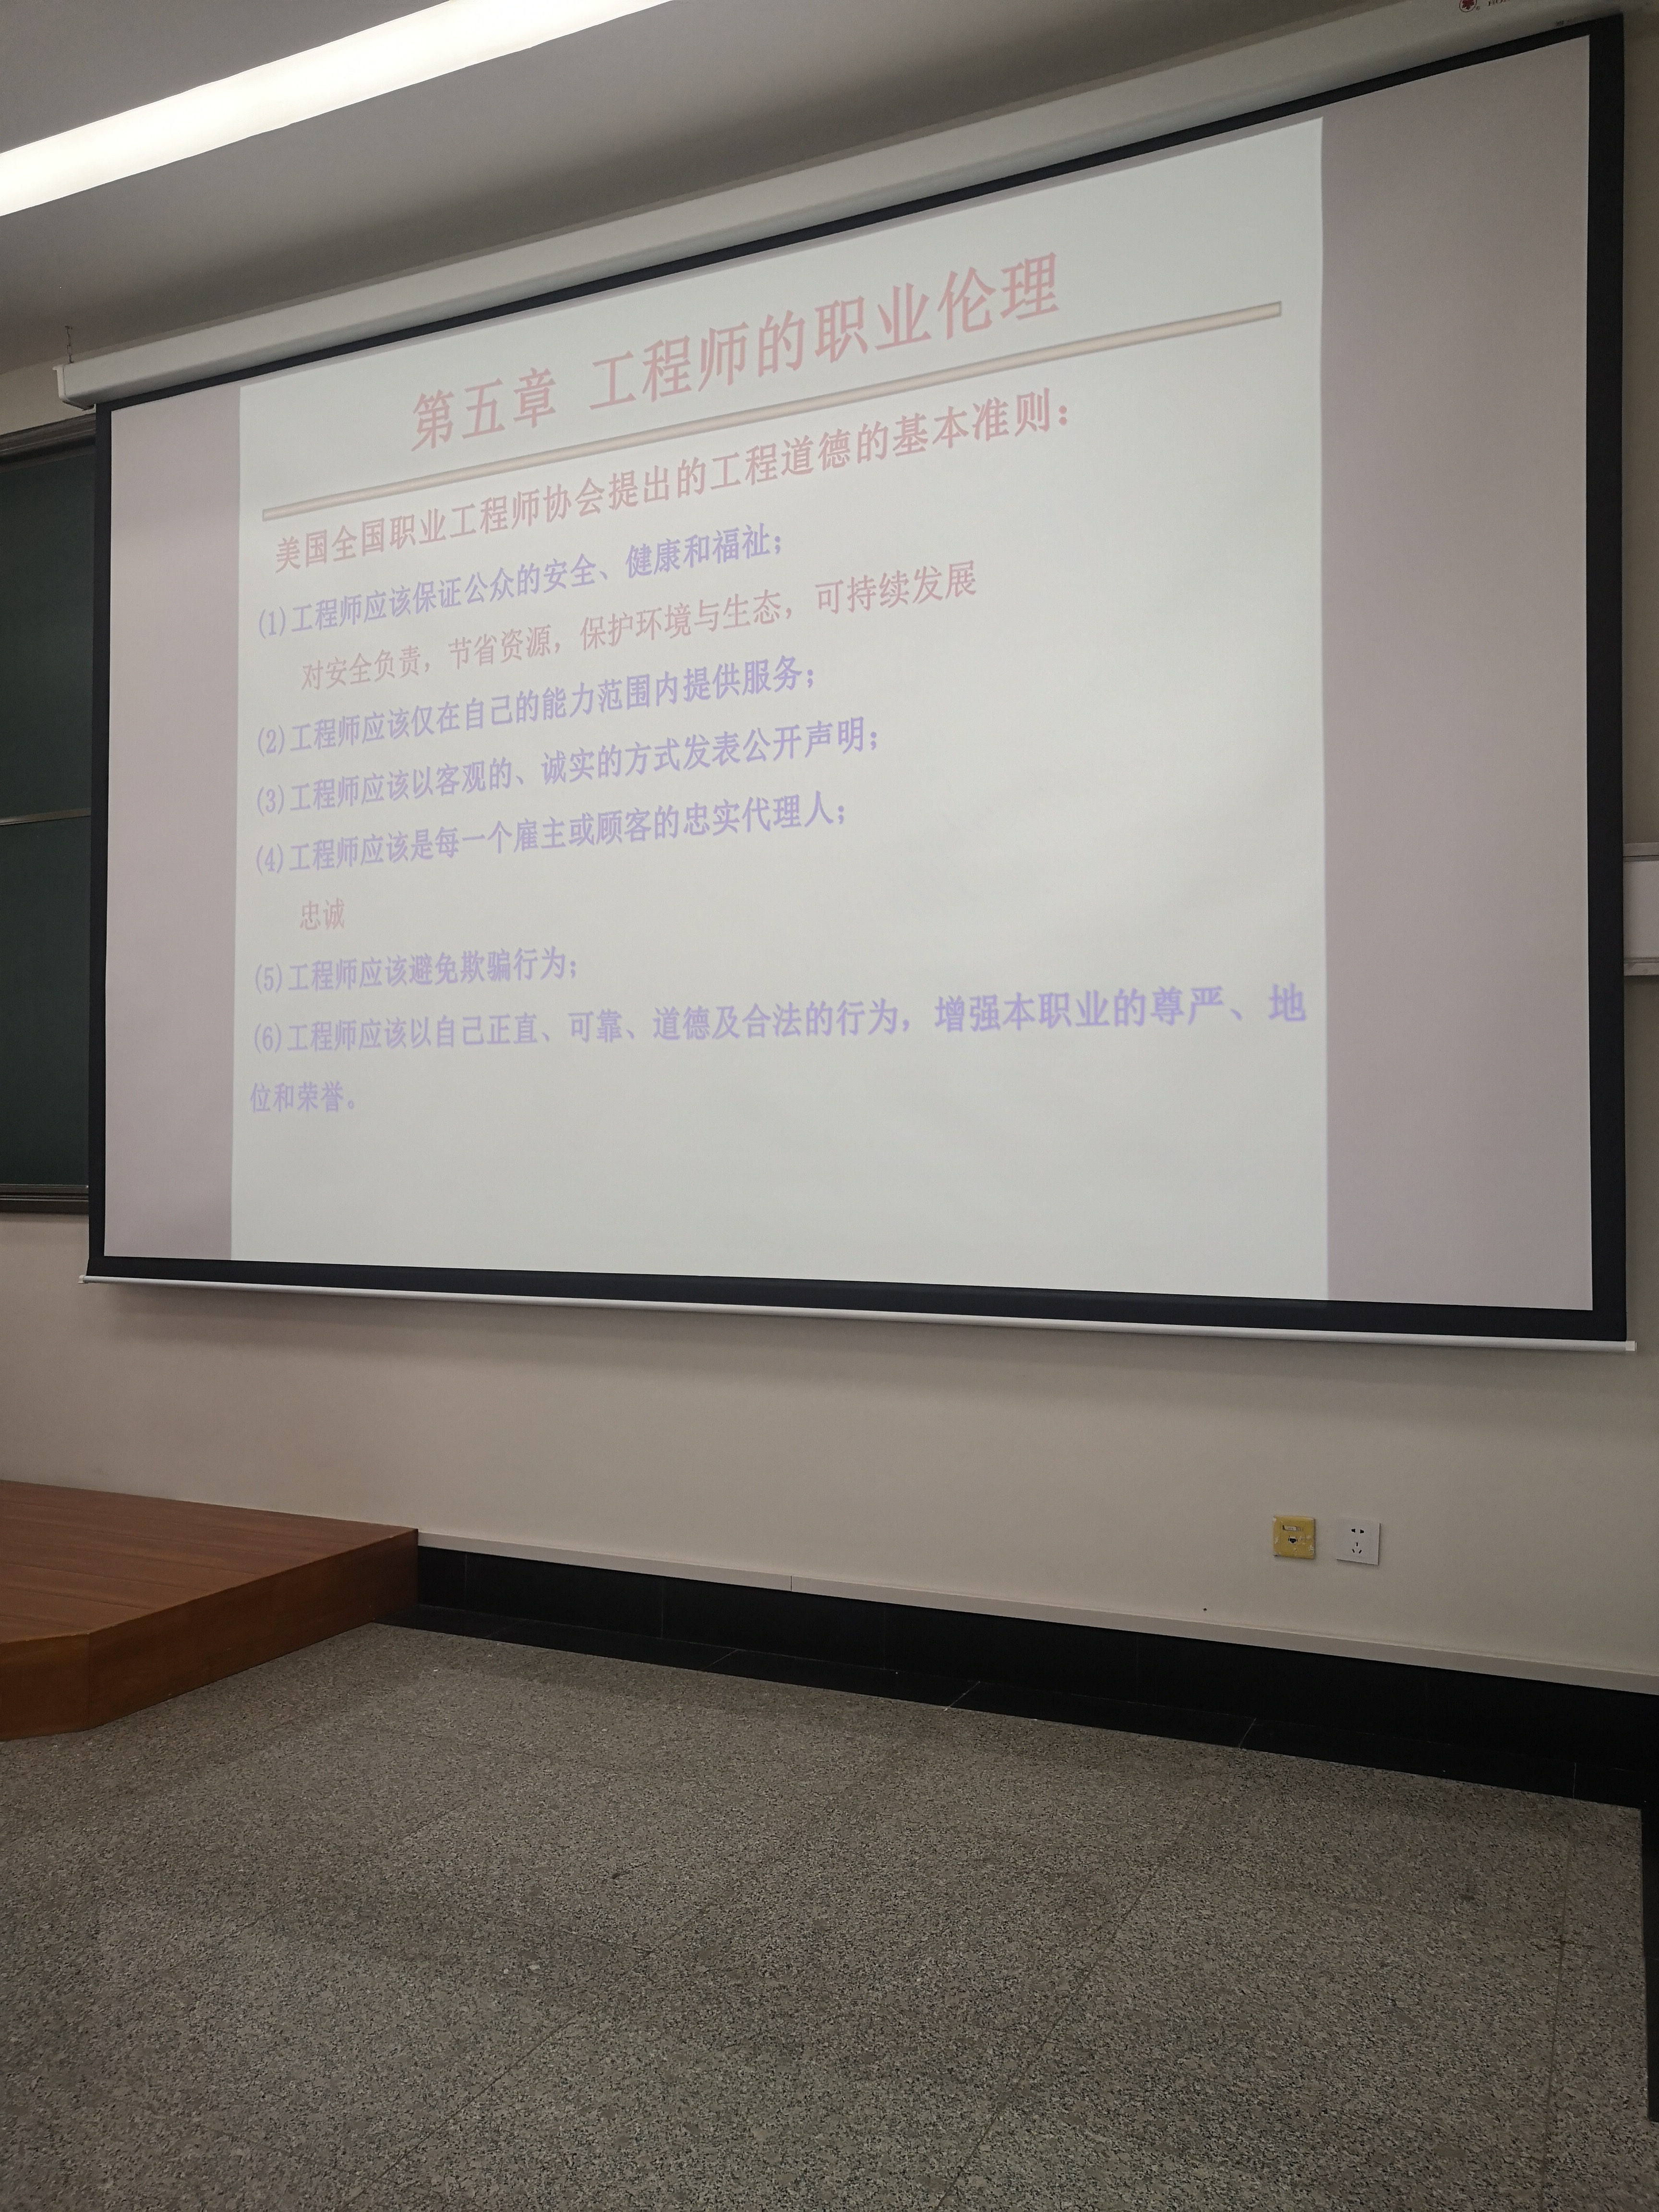 第五章 工程师的职业伦理
美国全国职业工程师协会提出的工程道德的基本准则：
(1)工程师应该保证公众的安全、健康和福祉；
对安全负责，节省资源，保护环境与生态，可持续发展
(2)工程师应该仅在自己的能力范围内提供服务；
(3)工程师应该以客观的、诚实的方式发表公开声明；
(4)工程师应该是每一个雇主或顾客的忠实代理人；
忠诚
(5)工程师应该避免欺骗行为；
(6)工程师应该以自己正直、可靠、道德及合法的行为，增强本职业的尊严、地
位和荣誉。